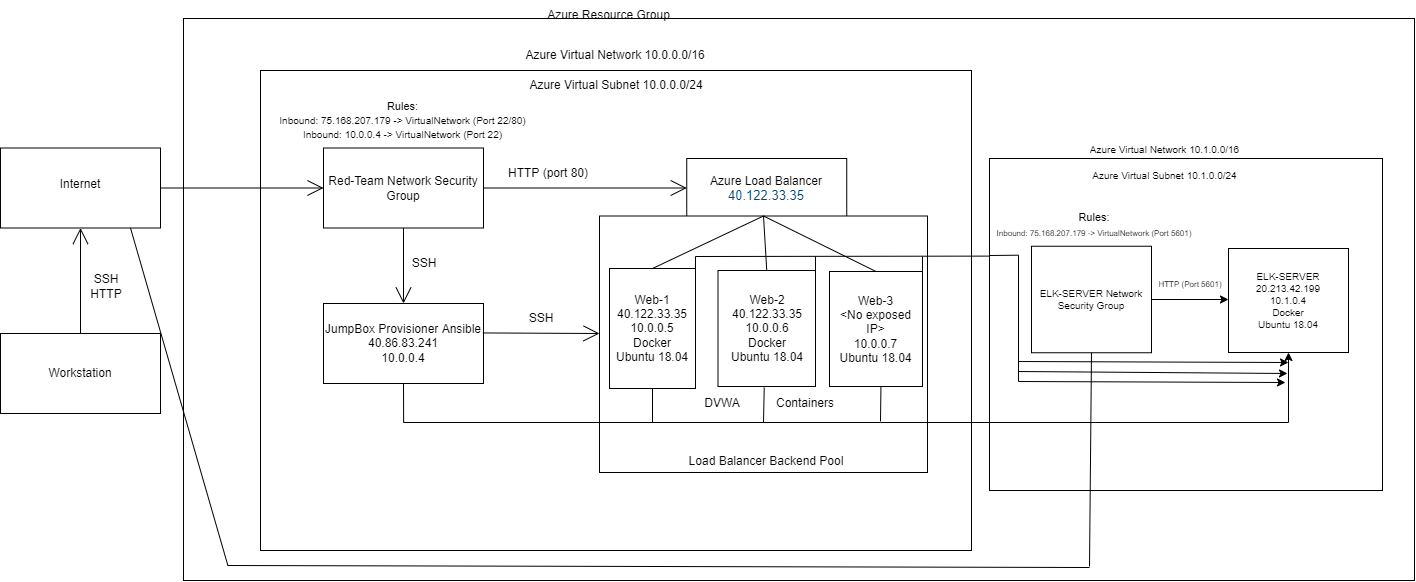 Azure Resource Group
Azure Virtual Network 10.0.0.0/16
Azure Virtual Subnet 10.0.0.0/24
Rules:
Inbound: 75.168.207.179 -> VirtualNetwork (Port 22/80)
Inbound: 10.0.0.4 -> VirtualNetwork (Port 22)
Internet
SSH
HTTP
Workstation
Red-Team Network Security
Group
HTTP (port 80)
SSH
JumpBox Provisioner Ansible
40.86.83.241
10.0.0.4
SSH
Azure Load Balancer
40.122.33.35
Web-1
40.122.33.35
10.0.0.5
Docker
Ubuntu 18.04
Web-2
40.122.33.35
10.0.0.6
Docker
Ubuntu 18.04
Web-3
<No exposed
IP>
10.0.0.7
Ubuntu 18.04
DVWA
Containers
Load Balancer Backend Pool
Azure Virtual Network 10.1.0.0/16
Azure Virtual Subnet 10.1.0.0/24
Rules:
Inbound: 75.168.207.179 -> VirtualNetwork (Port 5601)
ELK-SERVER Network
Security Group
HTTP (Port 5601)
ELK-SERVER
20.213.42.199
10.1.0.4
Docker
Ubuntu 18.04